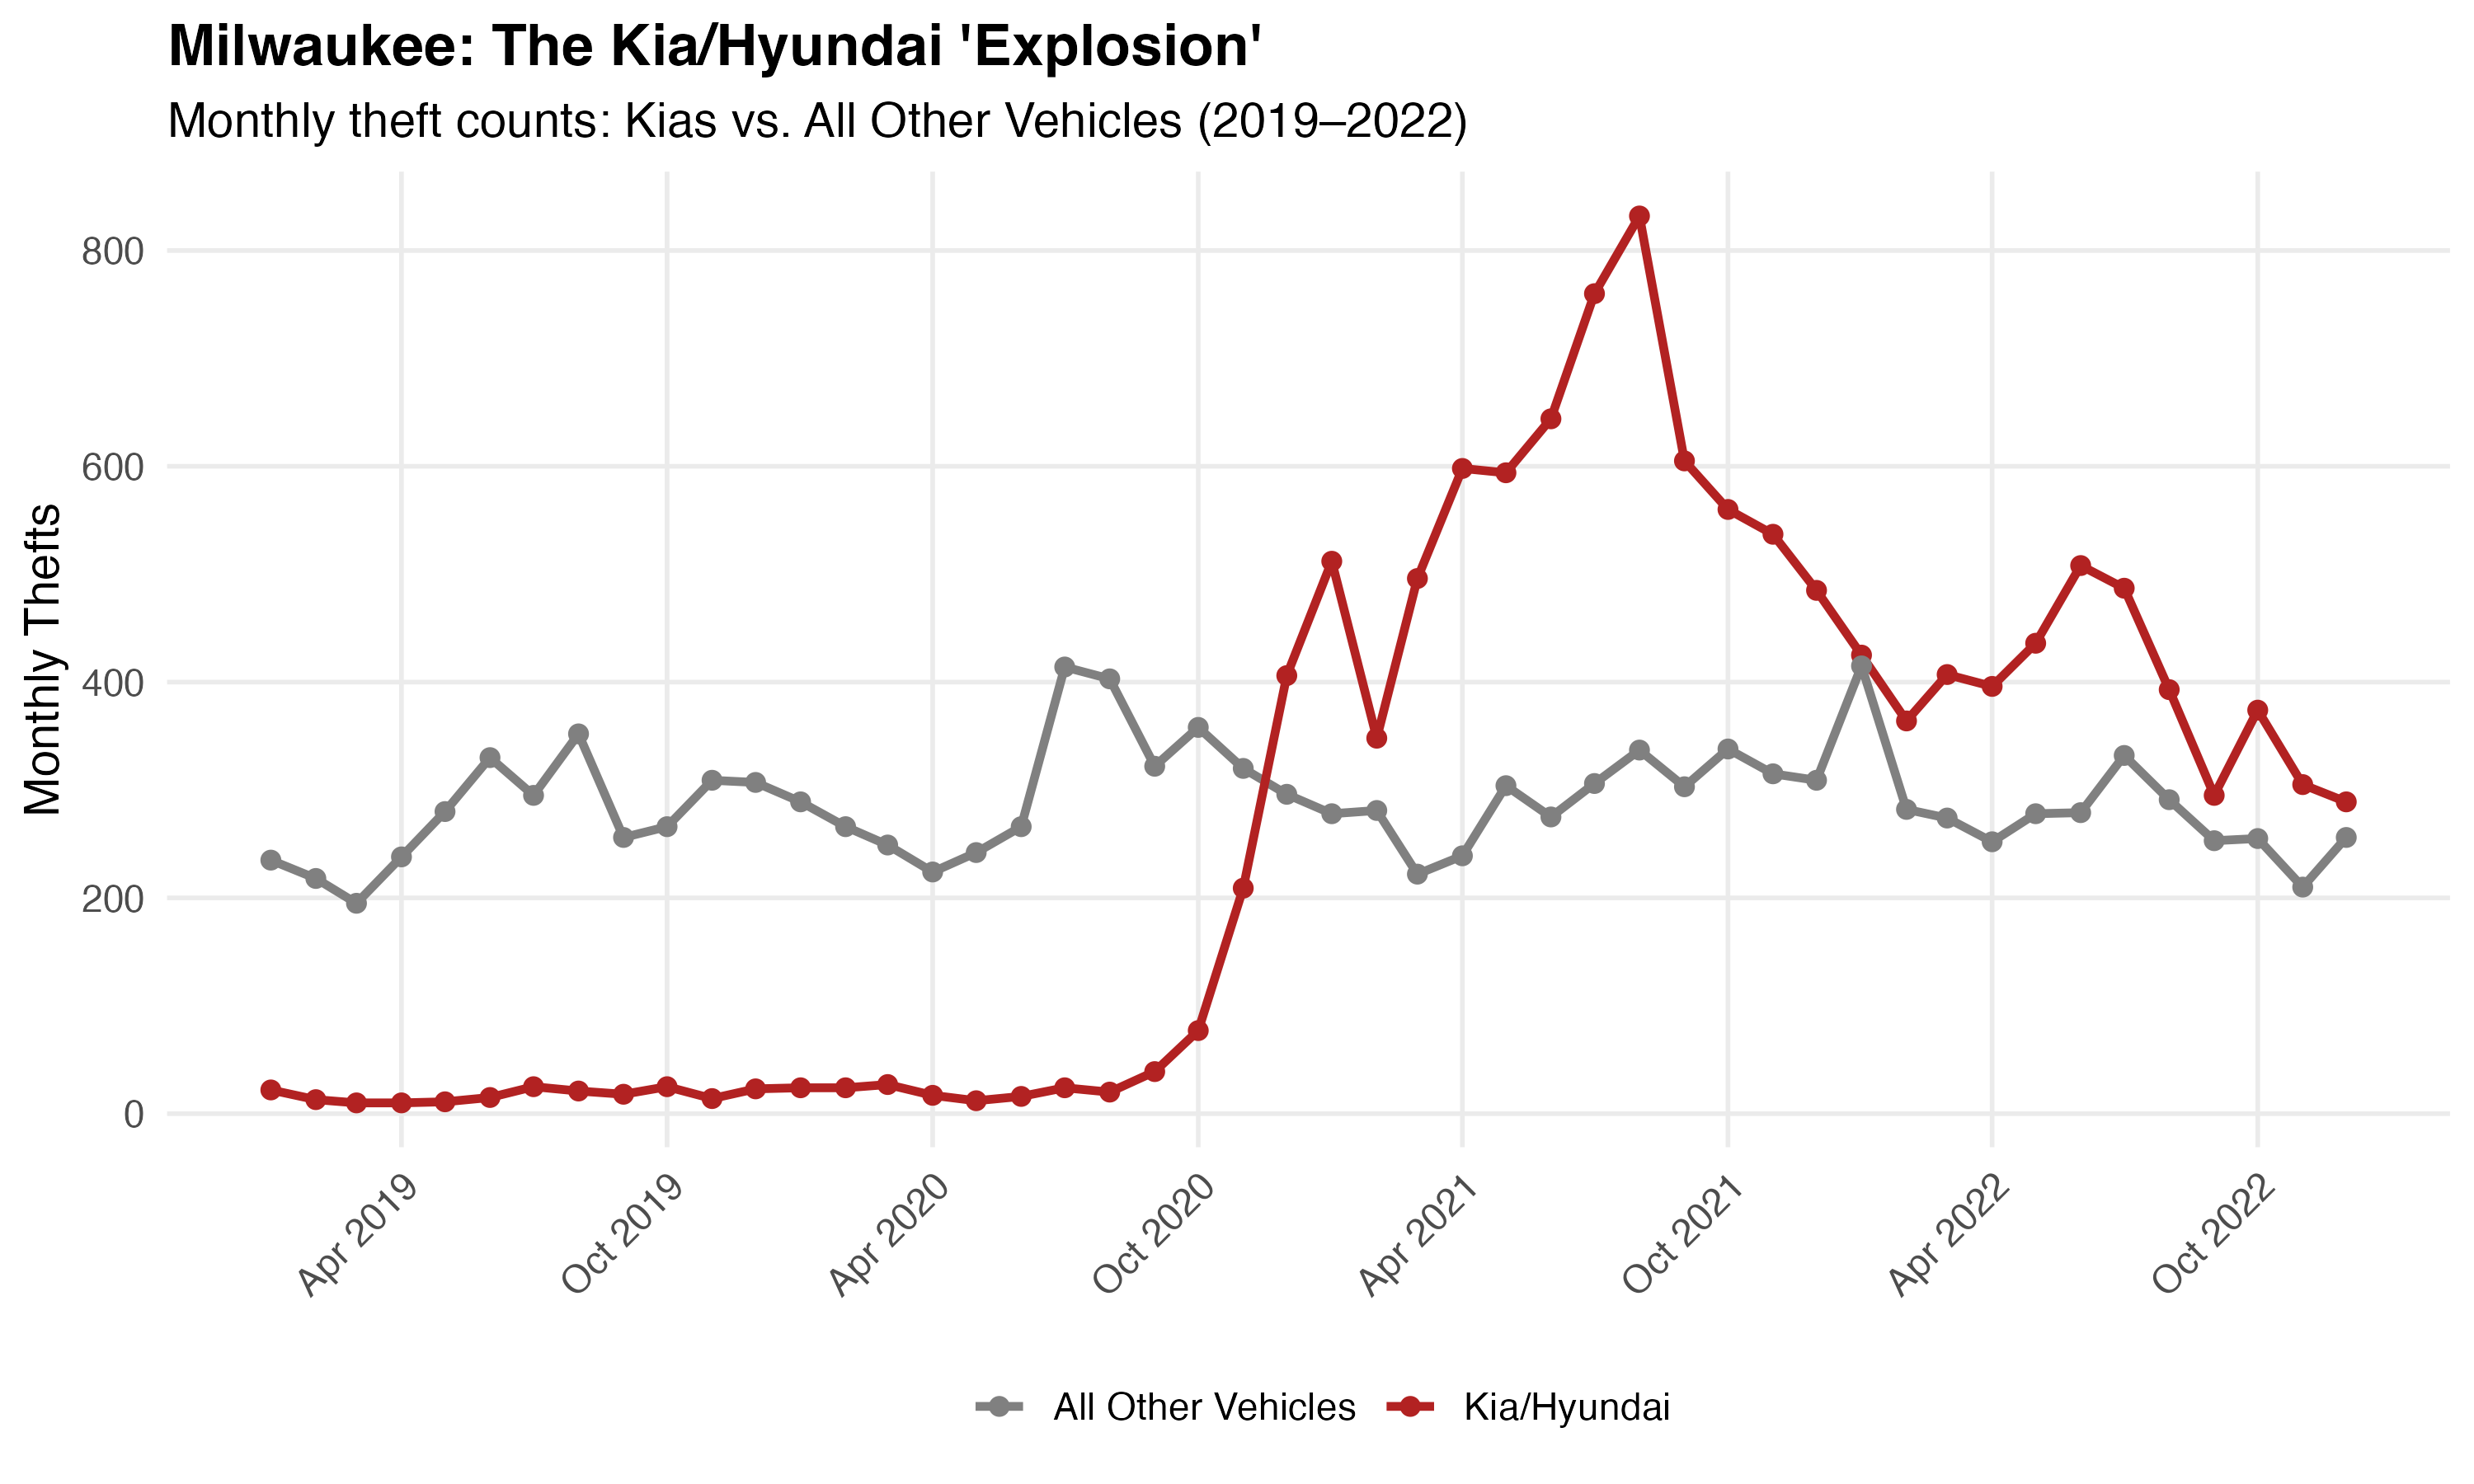 Milwaukee: The Kia/Hyundai 'Explosion'
Monthly theft counts: Kias vs. All Other Vehicles (2019–2022)
Monthly Thefts
800
600
400
200
0
Apr 2019
Oct 2019
Apr 2020
Oct 2020
Apr 2021
Oct 2021
Apr 2022
Oct 2022
All Other Vehicles
Kia/Hyundai